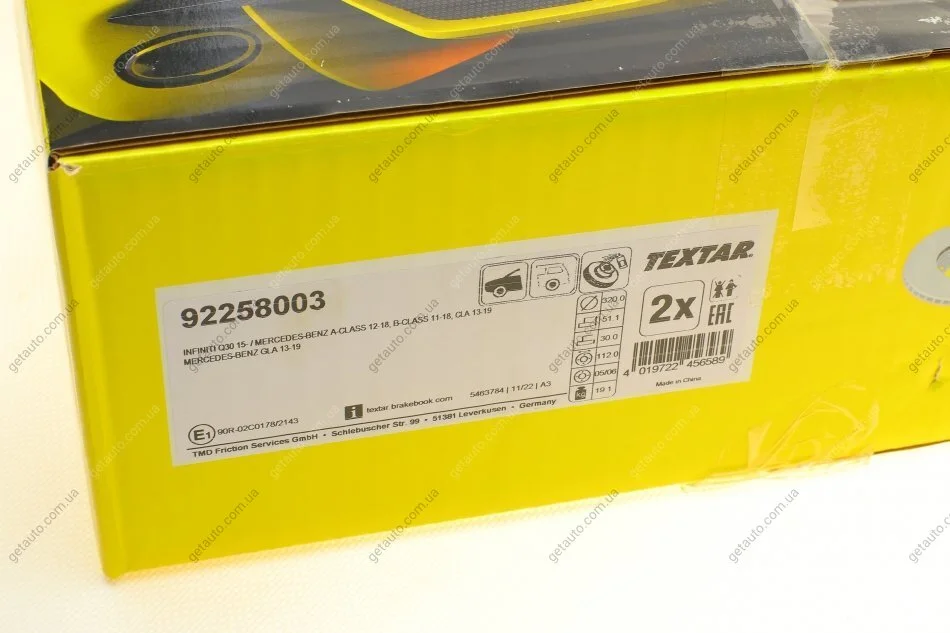 TEXTAR
92258003
INFINITI Q30 15- / MERCEDES-BENZ A-CLASS 12-18, B-CLASS 11-18, CLA 13-19
MERCEDES-BENZ GLA 13-19
320.0
51.1
30.0
112.0
05/06
19.1
KG
2x
EAC
4 019722 456589
Made in China
5463784 | 11/22 | A3
i textar.brakebook.com
E1 90R-02C0178/2143
TMD Friction Services GmbH • Schlebuscher Str. 99 • 51381 Leverkusen • Germany
getauto.com.ua